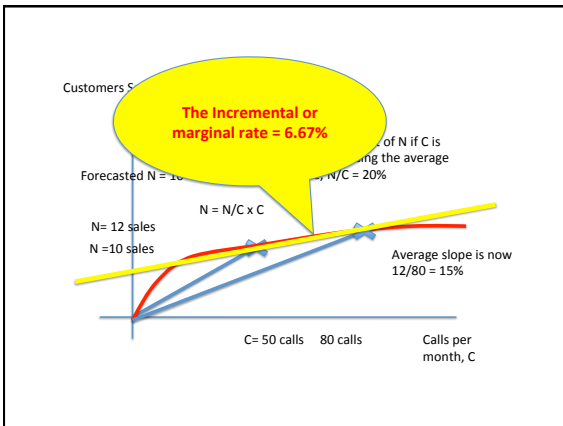 Customers S
The Incremental or
marginal rate = 6.67%
of N if C is
ing the average
Forecasted N =
N/C = 20%
N = N/C x C
N= 12 sales
N =10 sales
Average slope is now
12/80 = 15%
C= 50 calls 80 calls
Calls per
month, C